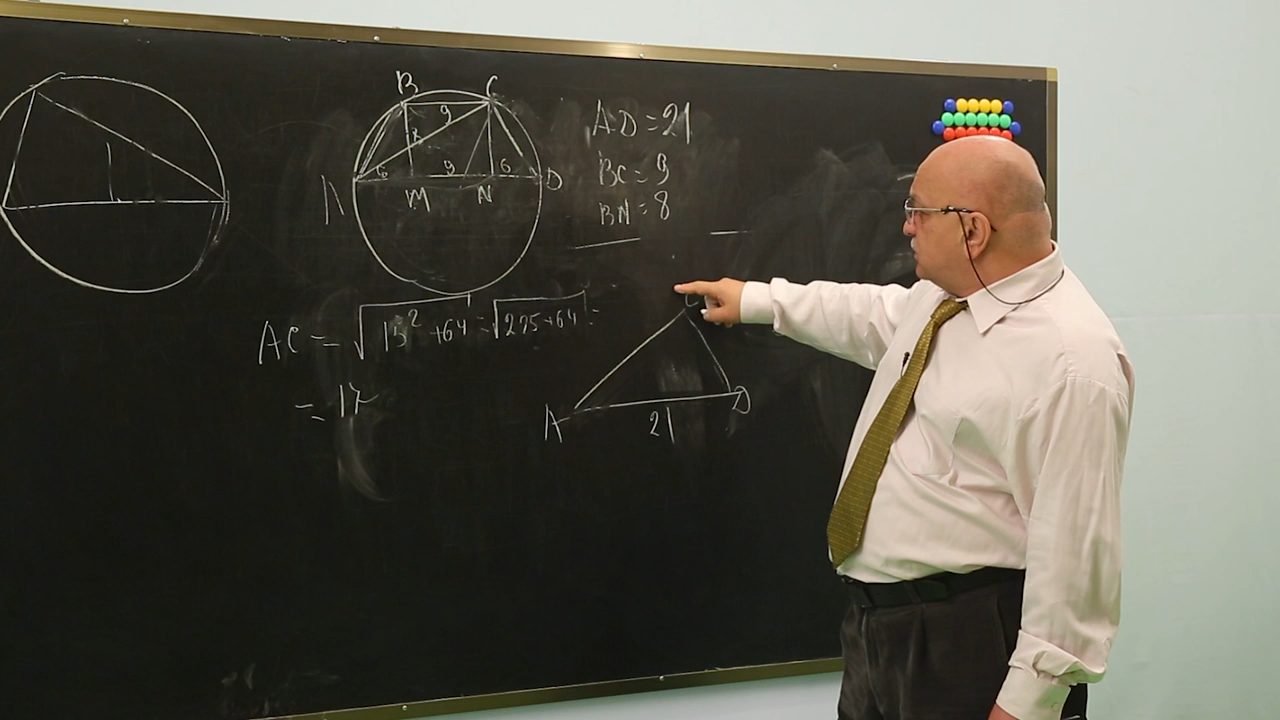 B C
9
x
6 9 6
A M N D
AD = 21
BC = 9
BN = 8
AC = √15² + 64 = √225 + 64 =
= 17
C
A D
21